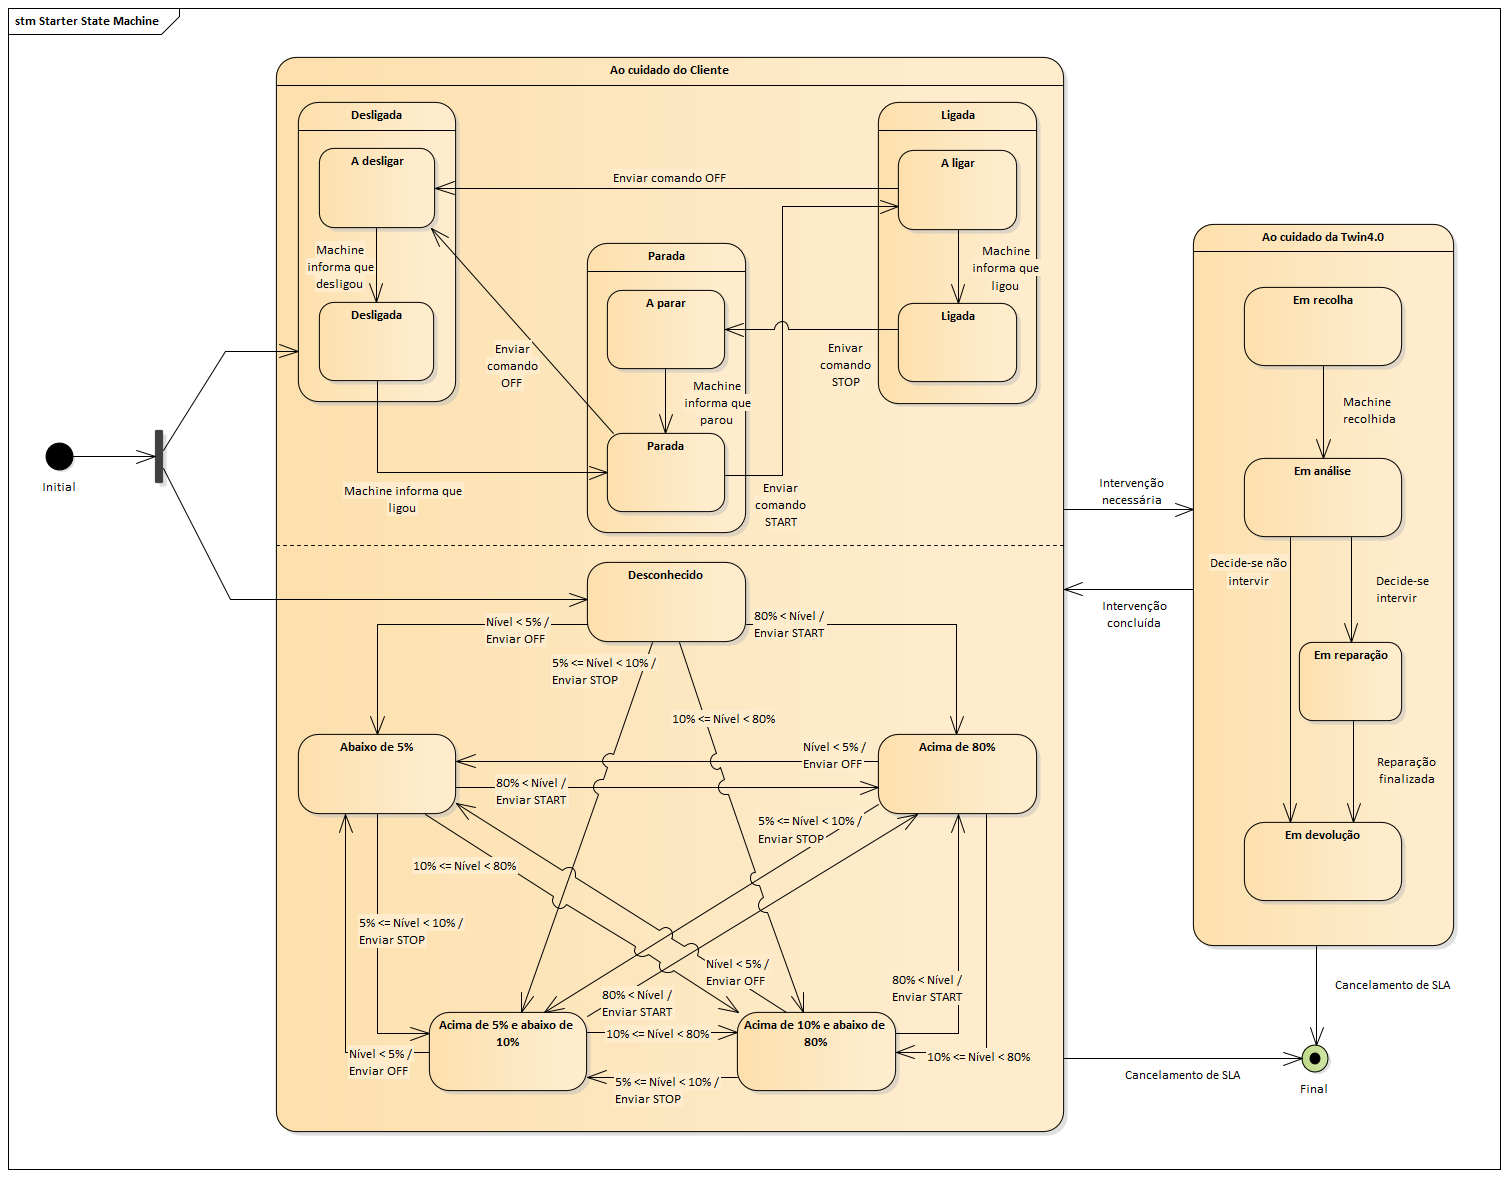 stm Starter State Machine
Ao cuidado do Cliente
Desligada
A desligar
Machine
informa que
desligou
Desligada
Ligada
A ligar
Machine
informa que
ligou
Ligada
Enviar comando OFF
Parada
A parar
Machine
informa que
parou
Parada
Enviar
comando
OFF
Enivar
comando
STOP
Machine informa que
ligou
Enviar
comando
START
Initial
Desconhecido
Nível < 5% /
Enviar OFF
80% < Nível /
Enviar START
5% <= Nível < 10% /
Enviar STOP
10% <= Nível < 80%
Abaixo de 5%
Acima de 80%
Nível < 5% /
Enviar OFF
80% < Nível /
Enviar START
5% <= Nível < 10% /
Enviar STOP
10% <= Nível < 80%
5% <= Nível < 10% /
Enviar STOP
Nível < 5% /
Enviar OFF
80% < Nível /
Enviar START
80% < Nível /
Enviar START
Acima de 5% e abaixo de
10%
10% <= Nível < 80%
Acima de 10% e abaixo de
80%
Nível < 5% /
Enviar OFF
10% <= Nível < 80%
5% <= Nível < 10% /
Enviar STOP
Intervenção
necessária
Intervenção
concluída
Ao cuidado da Twin4.0
Em recolha
Machine
recolhida
Em análise
Decide-se não
intervir
Decide-se
intervir
Em reparação
Reparação
finalizada
Em devolução
Cancelamento de SLA
Cancelamento de SLA
Final